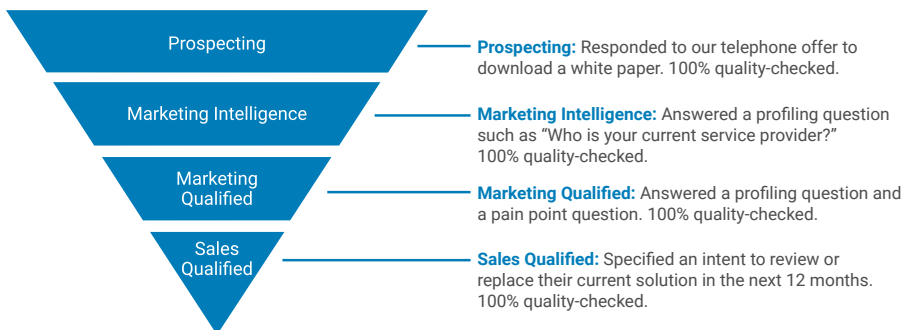 Prospecting
Prospecting: Responded to our telephone offer to
download a white paper. 100% quality-checked.
Marketing Intelligence
Marketing Intelligence: Answered a profiling question
such as “Who is your current service provider?”
100% quality-checked.
Marketing
Qualified
Marketing Qualified: Answered a profiling question and
a pain point question. 100% quality-checked.
Sales
Qualified
Sales Qualified: Specified an intent to review or
replace their current solution in the next 12 months.
100% quality-checked.